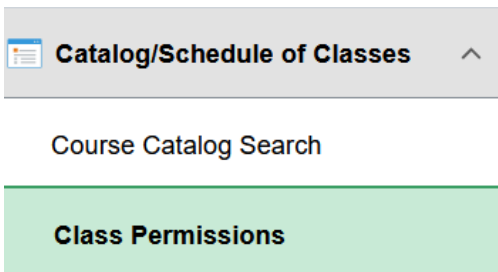 Catalog/Schedule of Classes
Course Catalog Search
Class Permissions